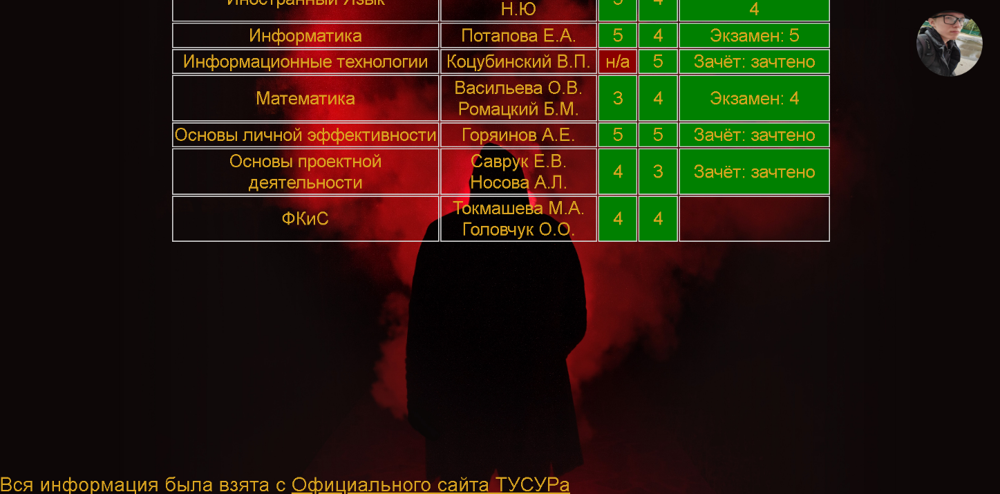 Иностранный Язык
Н.Ю
5
4
4
Информатика
Потапова Е.А.
5
4
Экзамен: 5
Информационные технологии
Коцубинский В.П.
н/а
5
Зачёт: зачтено
Математика
Васильева О.В.
Ромацкий Б.М.
3
4
Экзамен: 4
Основы личной эффективности
Горяинов А.Е.
5
5
Зачёт: зачтено
Основы проектной
деятельности
Саврук Е.В.
Носова А.Л.
4
3
Зачёт: зачтено
ФКиС
Токмашева М.А.
Головчук О.О.
4
4
Вся информация была взята с Официального сайта ТУСУРа